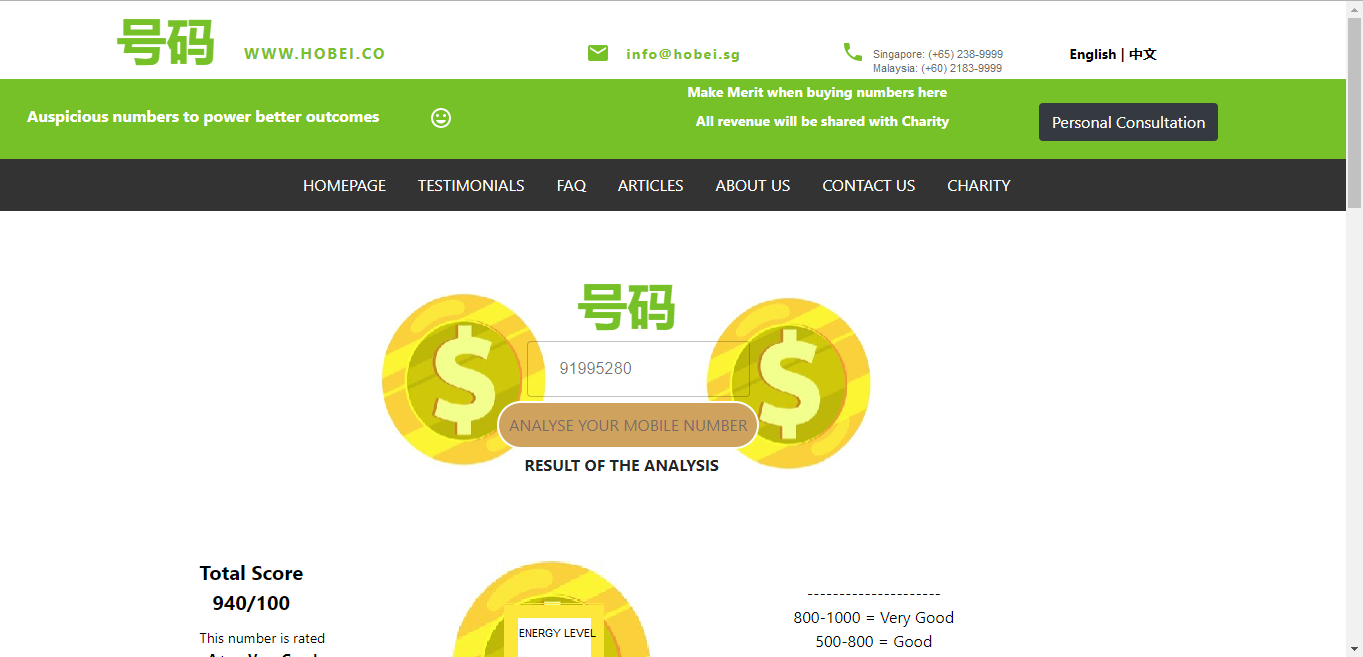 号码
WWW.HOBEI.CO
info@hobei.sg
Singapore: (+65) 238-9999
Malaysia: (+60) 2183-9999
English | 中文
Auspicious numbers to power better outcomes
Make Merit when buying numbers here
All revenue will be shared with Charity
Personal Consultation
HOMEPAGE TESTIMONIALS FAQ ARTICLES ABOUT US CONTACT US CHARITY
号码
$
$
91995280
ANALYSE YOUR MOBILE NUMBER
RESULT OF THE ANALYSIS
Total Score
940/100
This number is rated
ENERGY LEVEL
---------------------
800-1000 = Very Good
500-800 = Good